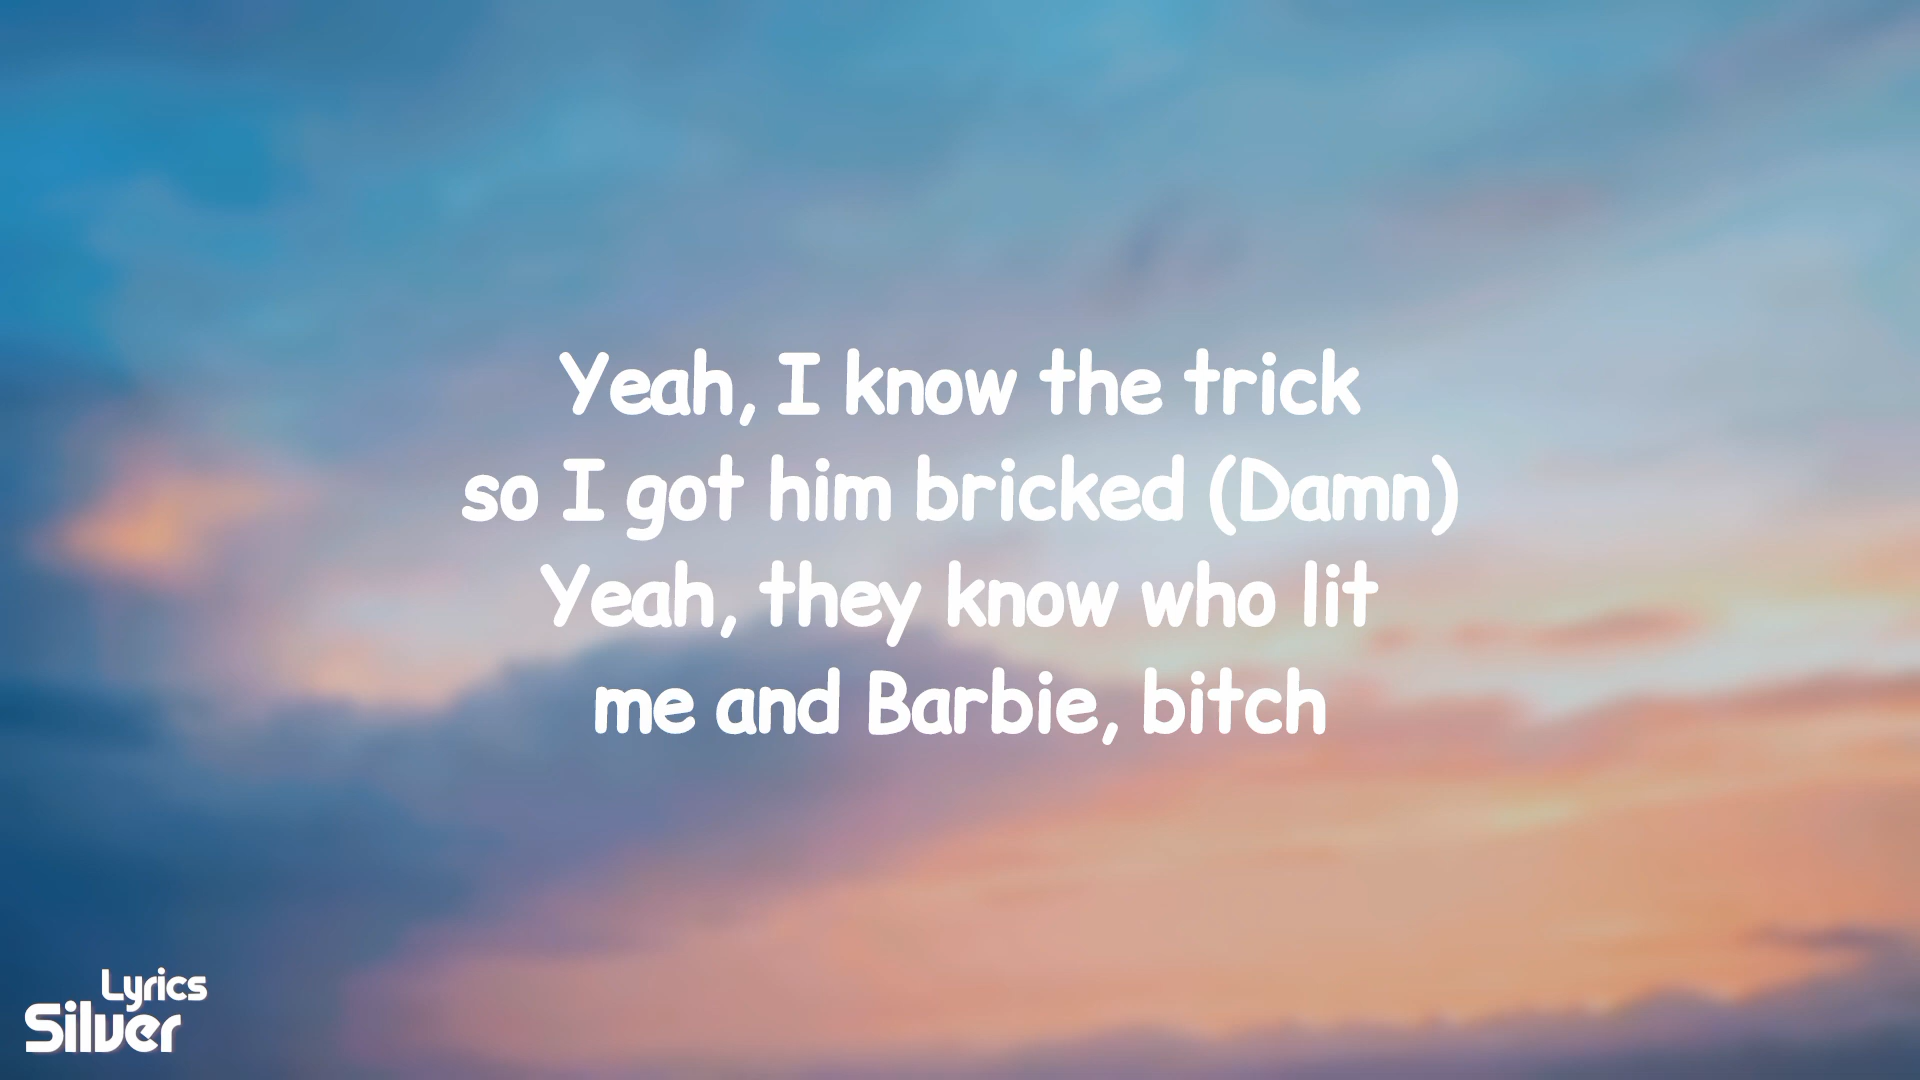 Yeah, I know the trick
so I got him bricked (Damn)
Yeah, they know who lit
me and Barbie, bitch
Lyrics
Silver